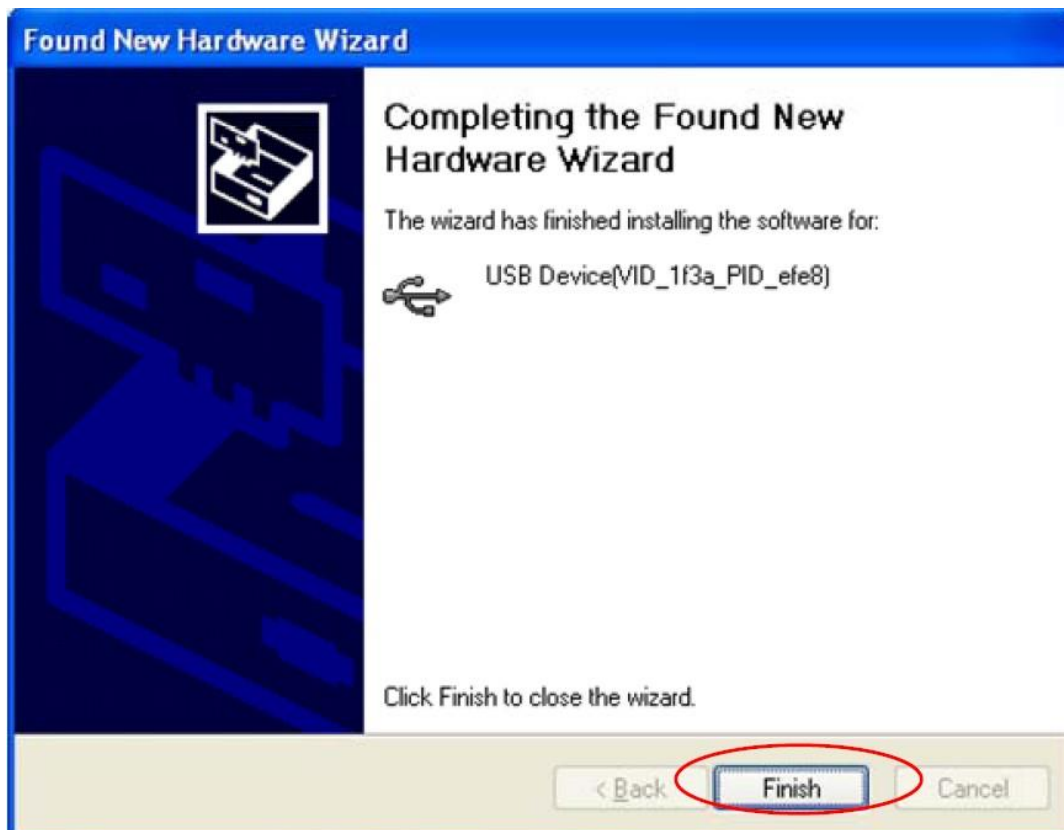 Found New Hardware Wizard
Completing the Found New
Hardware Wizard
The wizard has finished installing the software for:
USB Device(VID_1f3a_PID_efe8)
Click Finish to close the wizard.
< Back
Finish
Cancel